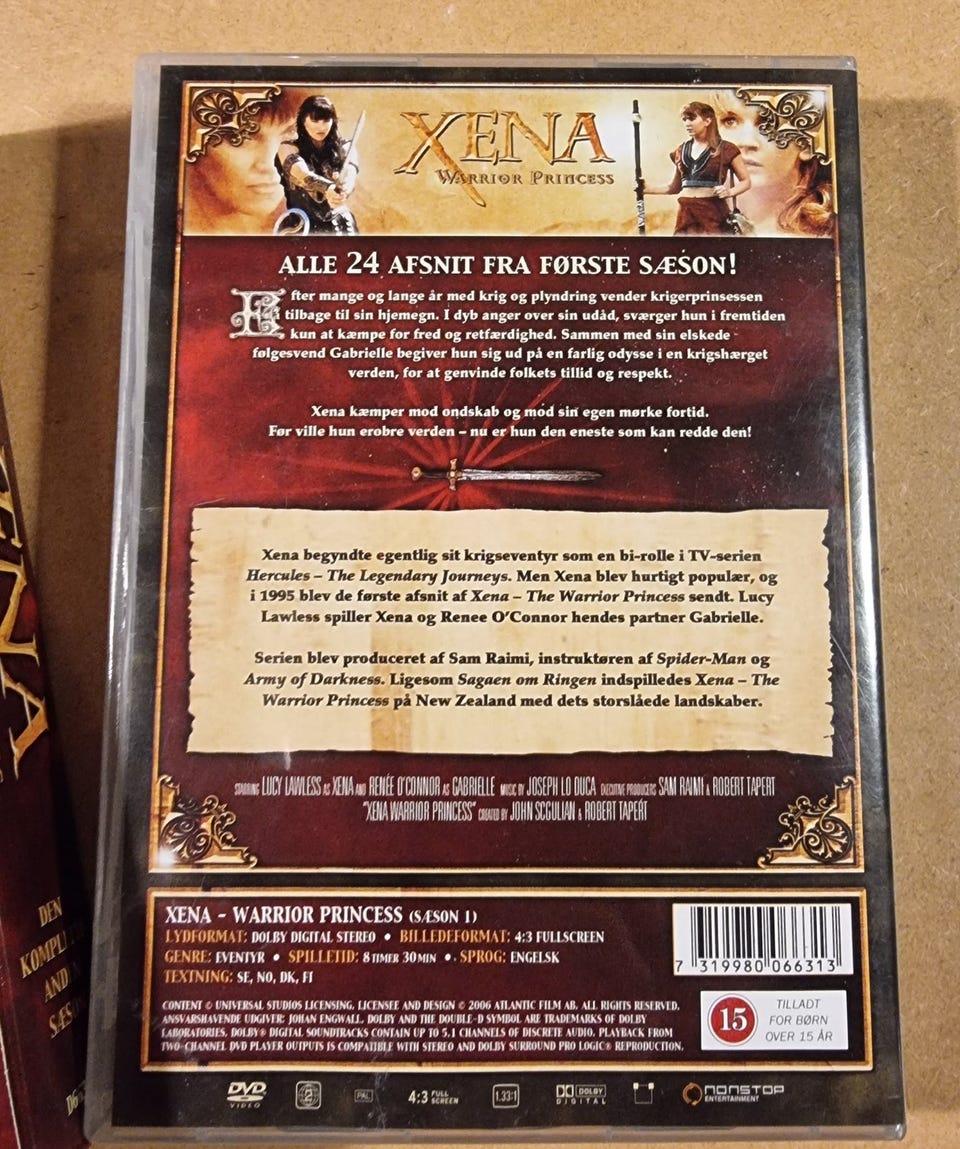 XENA
WARRIOR PRINCESS
ALLE 24 AFSNIT FRA FØRSTE SÆSON!
Efter mange og lange år med krig og plyndring vender krigerprinsessen
tilbage til sin hjemegn. I dyb anger over sin udåd, sværger hun i fremtiden
kun at kæmpe for fred og retfærdighed. Sammen med sin elskede
følgesvend Gabrielle begiver hun sig ud på en farlig odysse i en krigshærget
verden, for at genvinde folkets tillid og respekt.
Xena kæmper mod ondskab og mod sin egen mørke fortid.
Før ville hun erobre verden – nu er hun den eneste som kan redde den!
Xena begyndte egentlig sit krigseventyr som en bi-rolle i TV-serien
Hercules – The Legendary Journeys. Men Xena blev hurtigt populær, og
i 1995 blev de første afsnit af Xena – The Warrior Princess sendt. Lucy
Lawless spiller Xena og Renee O'Connor hendes partner Gabrielle.
Serien blev produceret af Sam Raimi, instruktøren af Spider-Man og
Army of Darkness. Ligesom Sagaen om Ringen indspilledes Xena – The
Warrior Princess på New Zealand med dets storslåede landskaber.
STARRING LUCY LAWLESS AS XENA AND RENÉE O'CONNOR AS GABRIELLE MUSIC BY JOSEPH LO DUCA EXECUTIVE PRODUCERS SAM RAIMI & ROBERT TAPERT
"XENA WARRIOR PRINCESS" CREATED BY JOHN SCGULIAN & ROBERT TAPERT
XENA - WARRIOR PRINCESS (SÆSON 1)
LYDFORMAT: DOLBY DIGITAL STEREO • BILLEDEFORMAT: 4:3 FULLSCREEN
GENRE: EVENTYR • SPILLETID: 8 TIMER 30 MIN • SPROG: ENGELSK
TEXTNING: SE, NO, DK, FI
CONTENT © UNIVERSAL STUDIOS LICENSING. LICENSEE AND DESIGN © 2006 ATLANTIC FILM AB. ALL RIGHTS RESERVED.
ANSVARSHAVENDE UDGIVER: JOHAN ENGWALL. DOLBY AND THE DOUBLE-D SYMBOL ARE TRADEMARKS OF DOLBY
LABORATORIES. DOLBY® DIGITAL SOUNDTRACKS CONTAIN UP TO 5.1 CHANNELS OF DISCRETE AUDIO. PLAYBACK FROM
TWO-CHANNEL DVD PLAYER OUTPUTS IS COMPATIBLE WITH STEREO AND DOLBY SURROUND PRO LOGIC® REPRODUCTION.
7 319980 066313
15
TILLADT
FOR BØRN
OVER 15 ÅR
DVD VIDEO
2
PAL
4:3 FULL SCREEN
1.33:1
DOLBY DIGITAL
NONSTOP
ENTERTAINMENT
DEN
AND